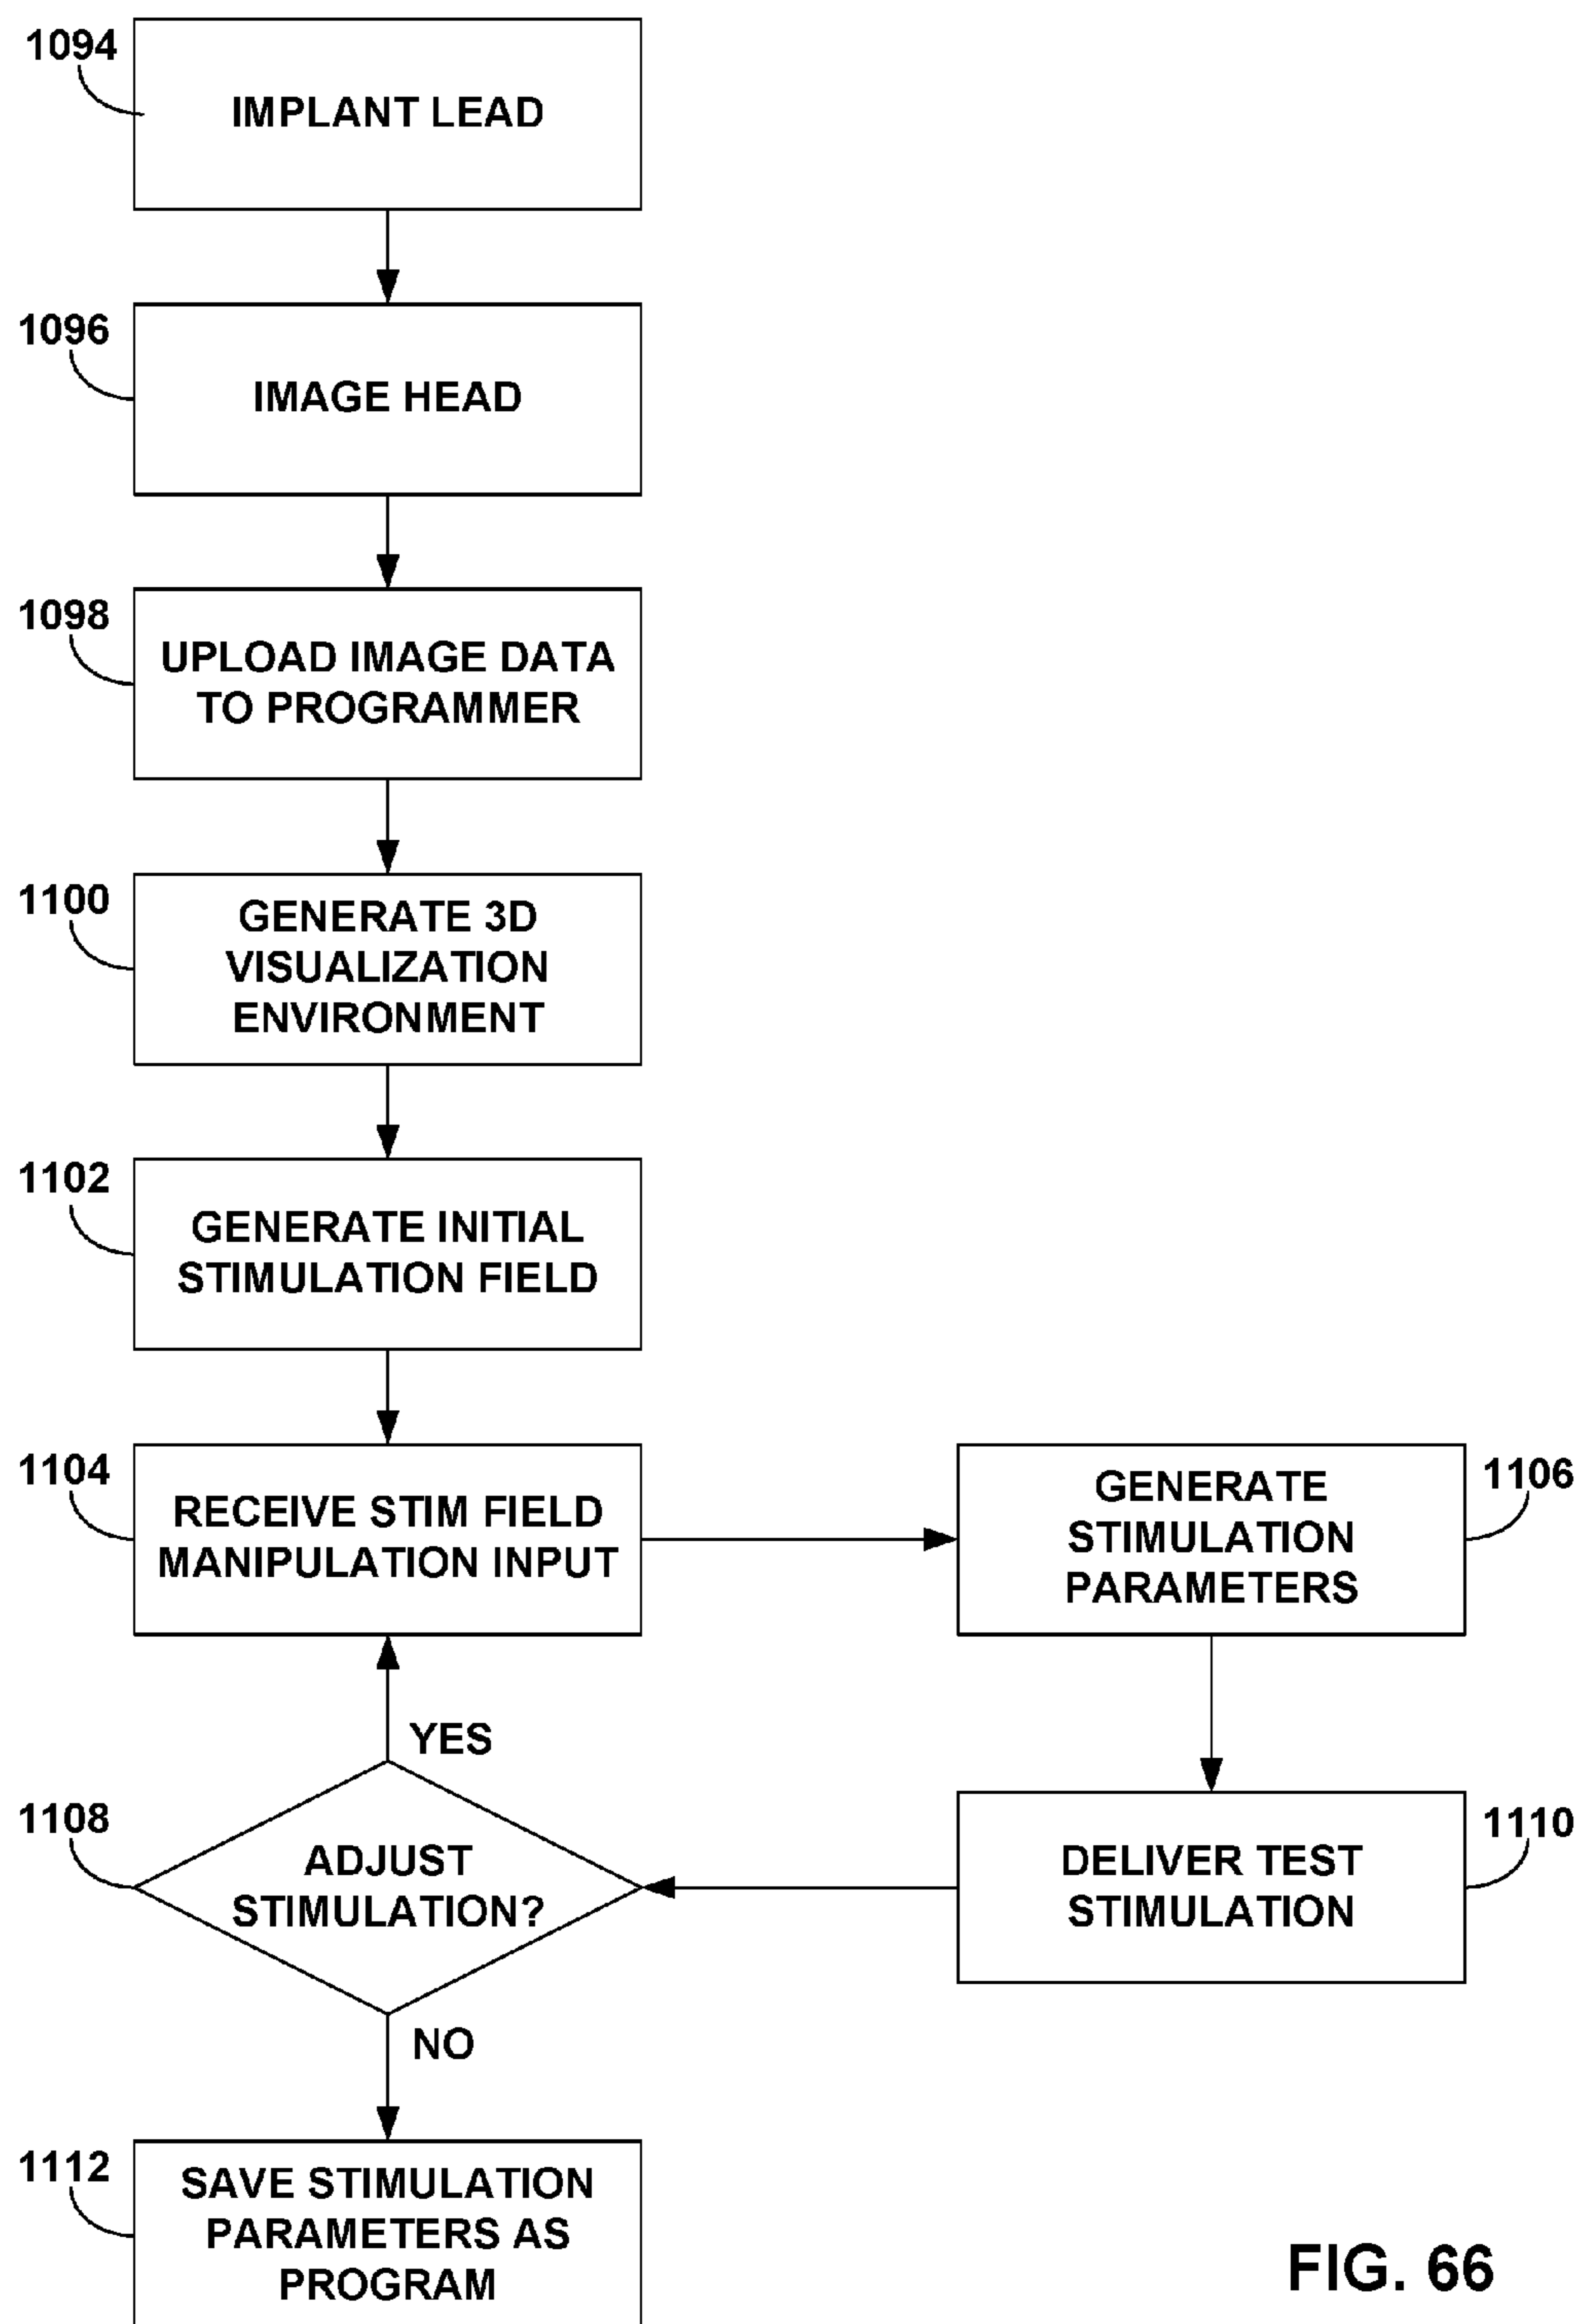 1094
IMPLANT LEAD
1096
IMAGE HEAD
1098
UPLOAD IMAGE DATA
TO PROGRAMMER
1100
GENERATE 3D
VISUALIZATION
ENVIRONMENT
1102
GENERATE INITIAL
STIMULATION FIELD
1104
RECEIVE STIM FIELD
MANIPULATION INPUT
1106
GENERATE
STIMULATION
PARAMETERS
YES
1108
ADJUST
STIMULATION?
1110
DELIVER TEST
STIMULATION
NO
1112
SAVE STIMULATION
PARAMETERS AS
PROGRAM
FIG. 66